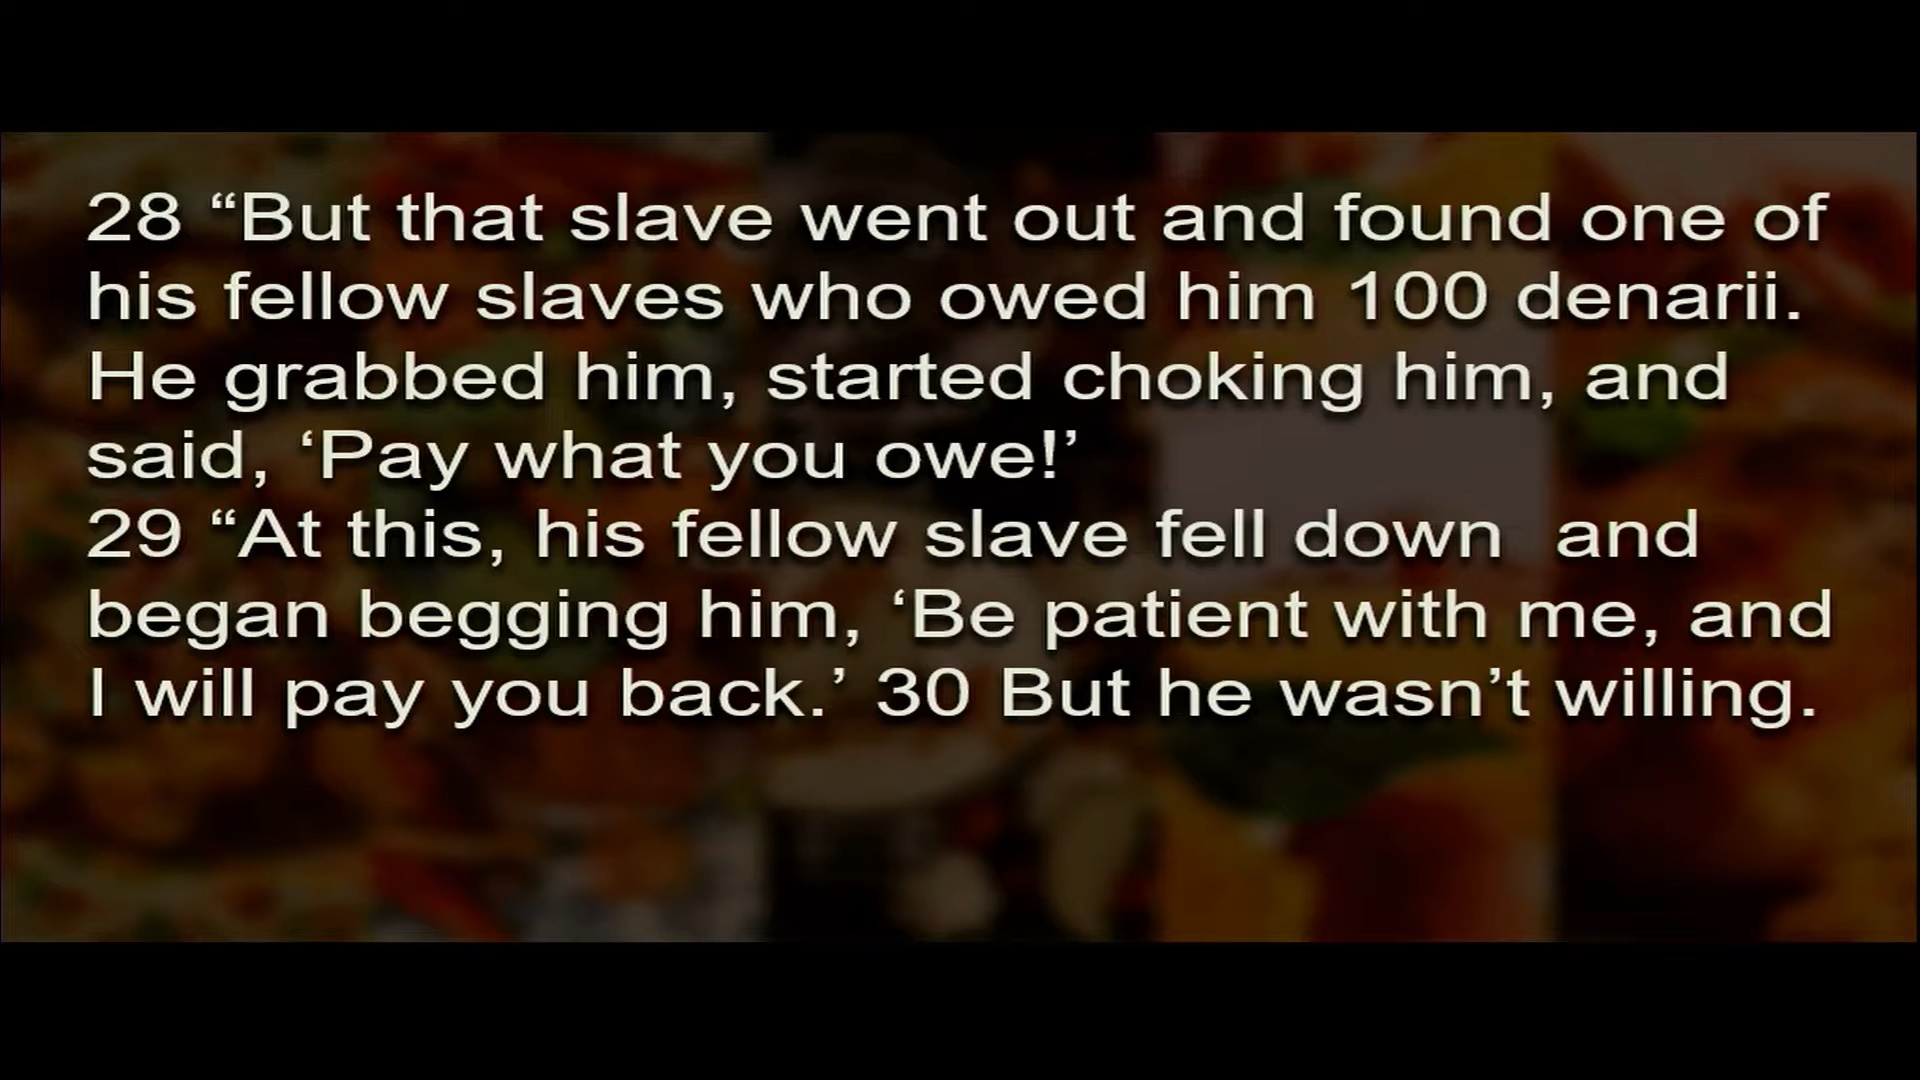 28 “But that slave went out and found one of
his fellow slaves who owed him 100 denarii.
He grabbed him, started choking him, and
said, ‘Pay what you owe!’
29 “At this, his fellow slave fell down  and
began begging him, ‘Be patient with me, and
I will pay you back.’ 30 But he wasn’t willing.